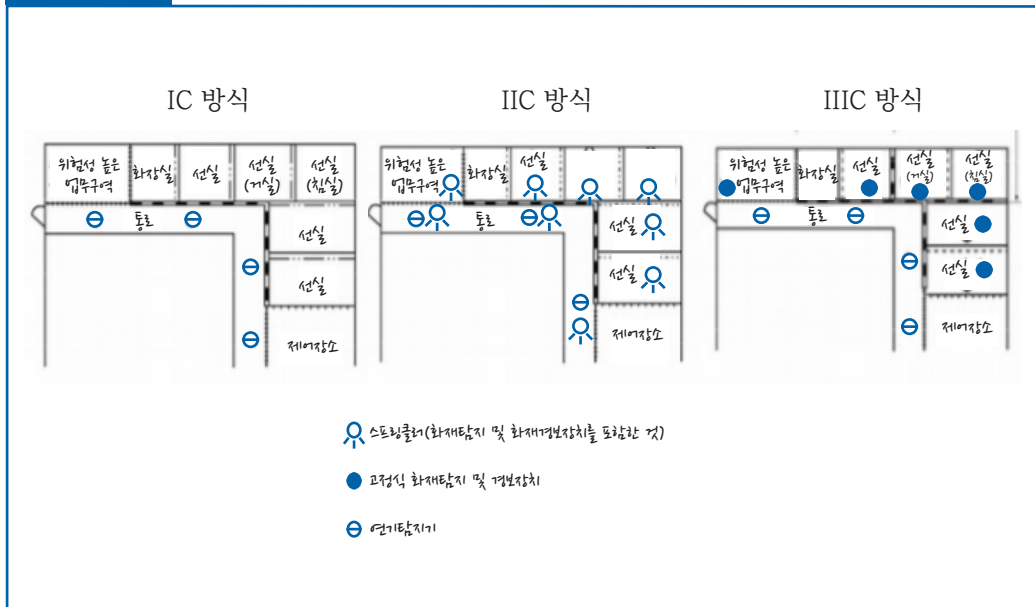 IC 방식
IIC 방식
IIIC 방식
위험성 높은
업무구역
화장실
선실
선실
(거실)
선실
(침실)
통로
선실
선실
제어장소
위험성 높은
업무구역
화장실
선실
통로
선실
선실
제어장소
위험성 높은
업무구역
화장실
선실
선실
(거실)
선실
(침실)
통로
선실
선실
제어장소
스프링클러(화재탐지 및 화재경보장치를 포함한 것)
고정식 화재탐지 및 경보장치
연기탐지기